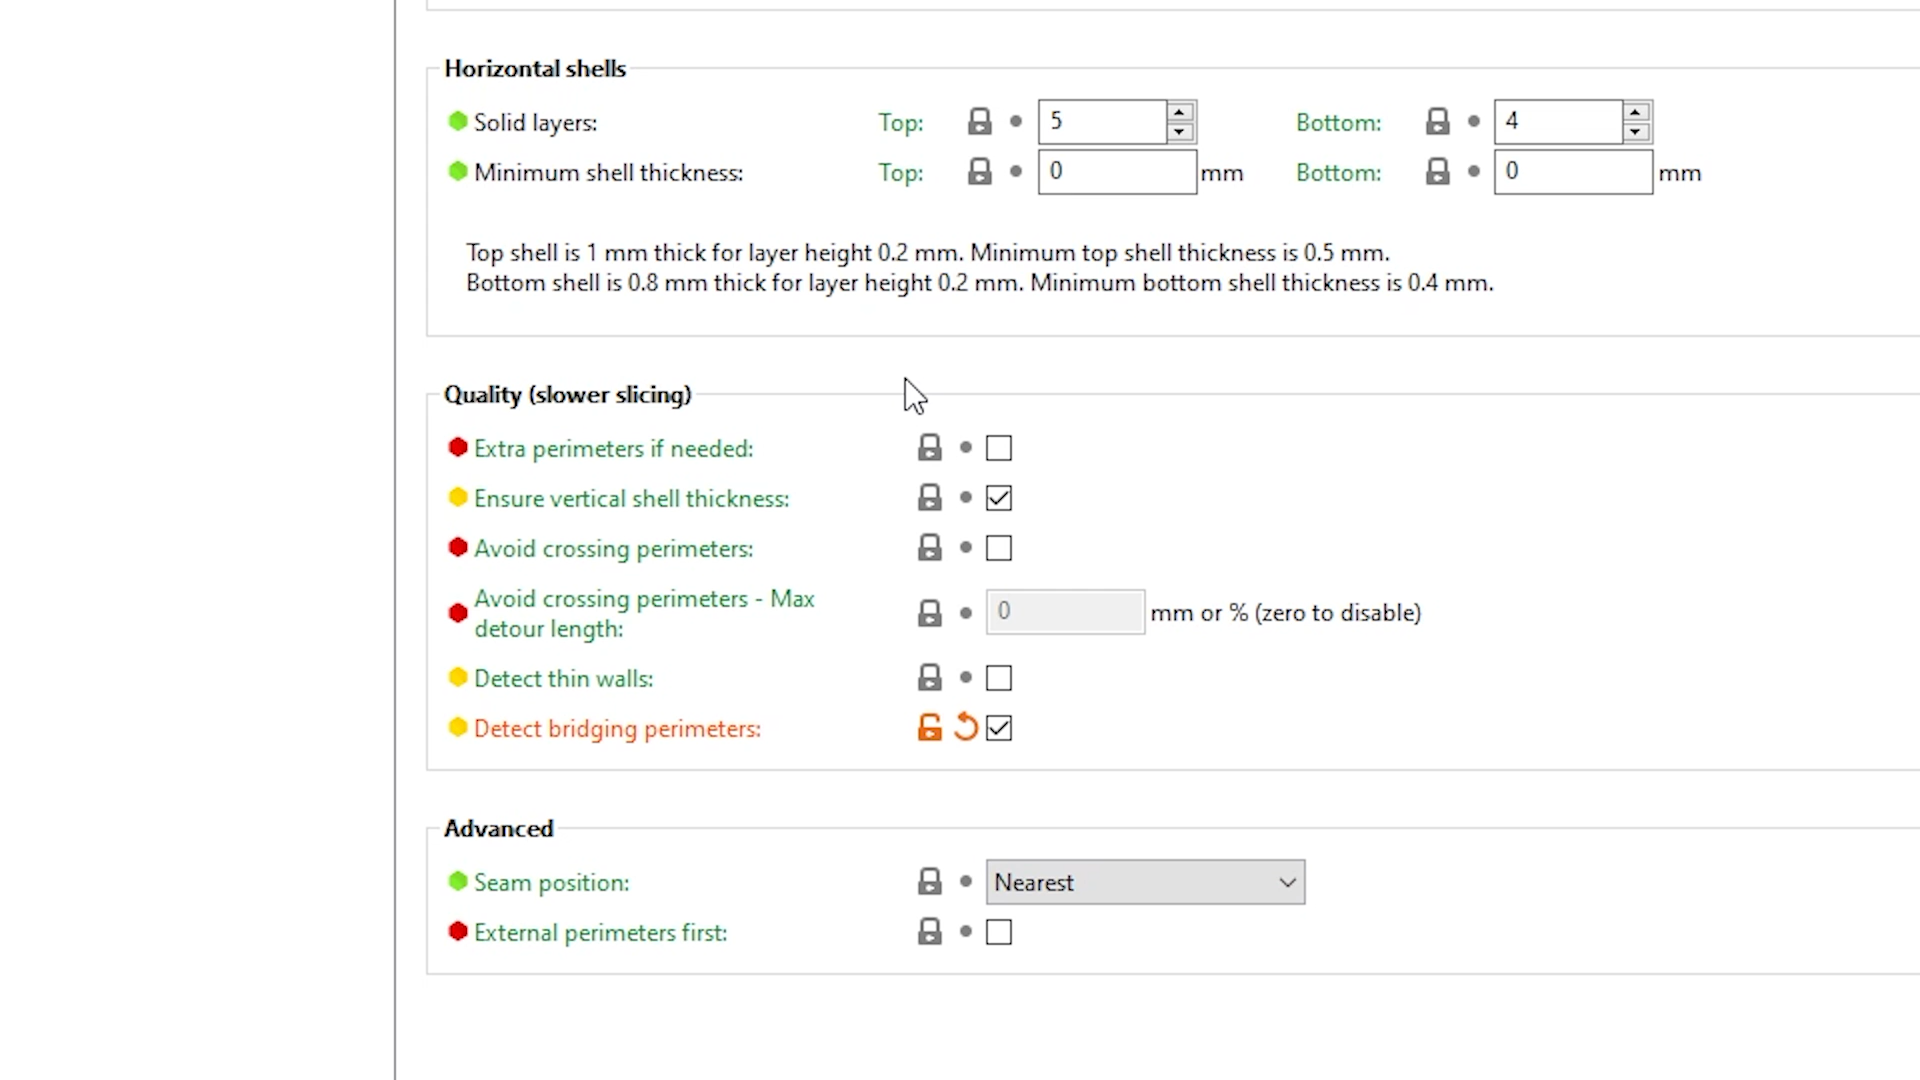 Horizontal shells
Solid layers: Top: 5 Bottom: 4
Minimum shell thickness: Top: 0 mm Bottom: 0 mm
Top shell is 1 mm thick for layer height 0.2 mm. Minimum top shell thickness is 0.5 mm.
Bottom shell is 0.8 mm thick for layer height 0.2 mm. Minimum bottom shell thickness is 0.4 mm.
Quality (slower slicing)
Extra perimeters if needed:
Ensure vertical shell thickness:
Avoid crossing perimeters:
Avoid crossing perimeters - Max
detour length: 0 mm or % (zero to disable)
Detect thin walls:
Detect bridging perimeters:
Advanced
Seam position: Nearest
External perimeters first: